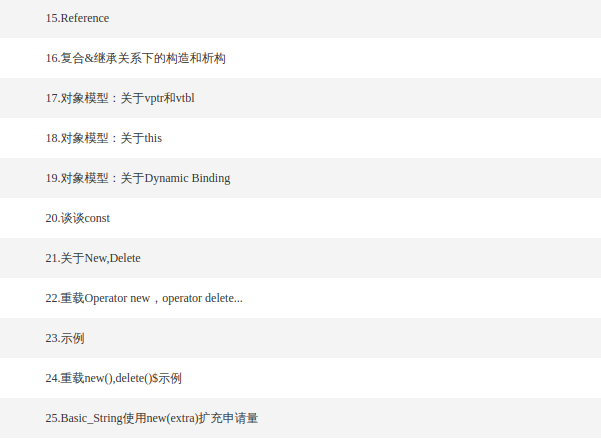 15.Reference
16.复合&继承关系下的构造和析构
17.对象模型：关于vptr和vtbl
18.对象模型：关于this
19.对象模型：关于Dynamic Binding
20.谈谈const
21.关于New,Delete
22.重载Operator new，operator delete...
23.示例
24.重载new(),delete()$示例
25.Basic_String使用new(extra)扩充申请量